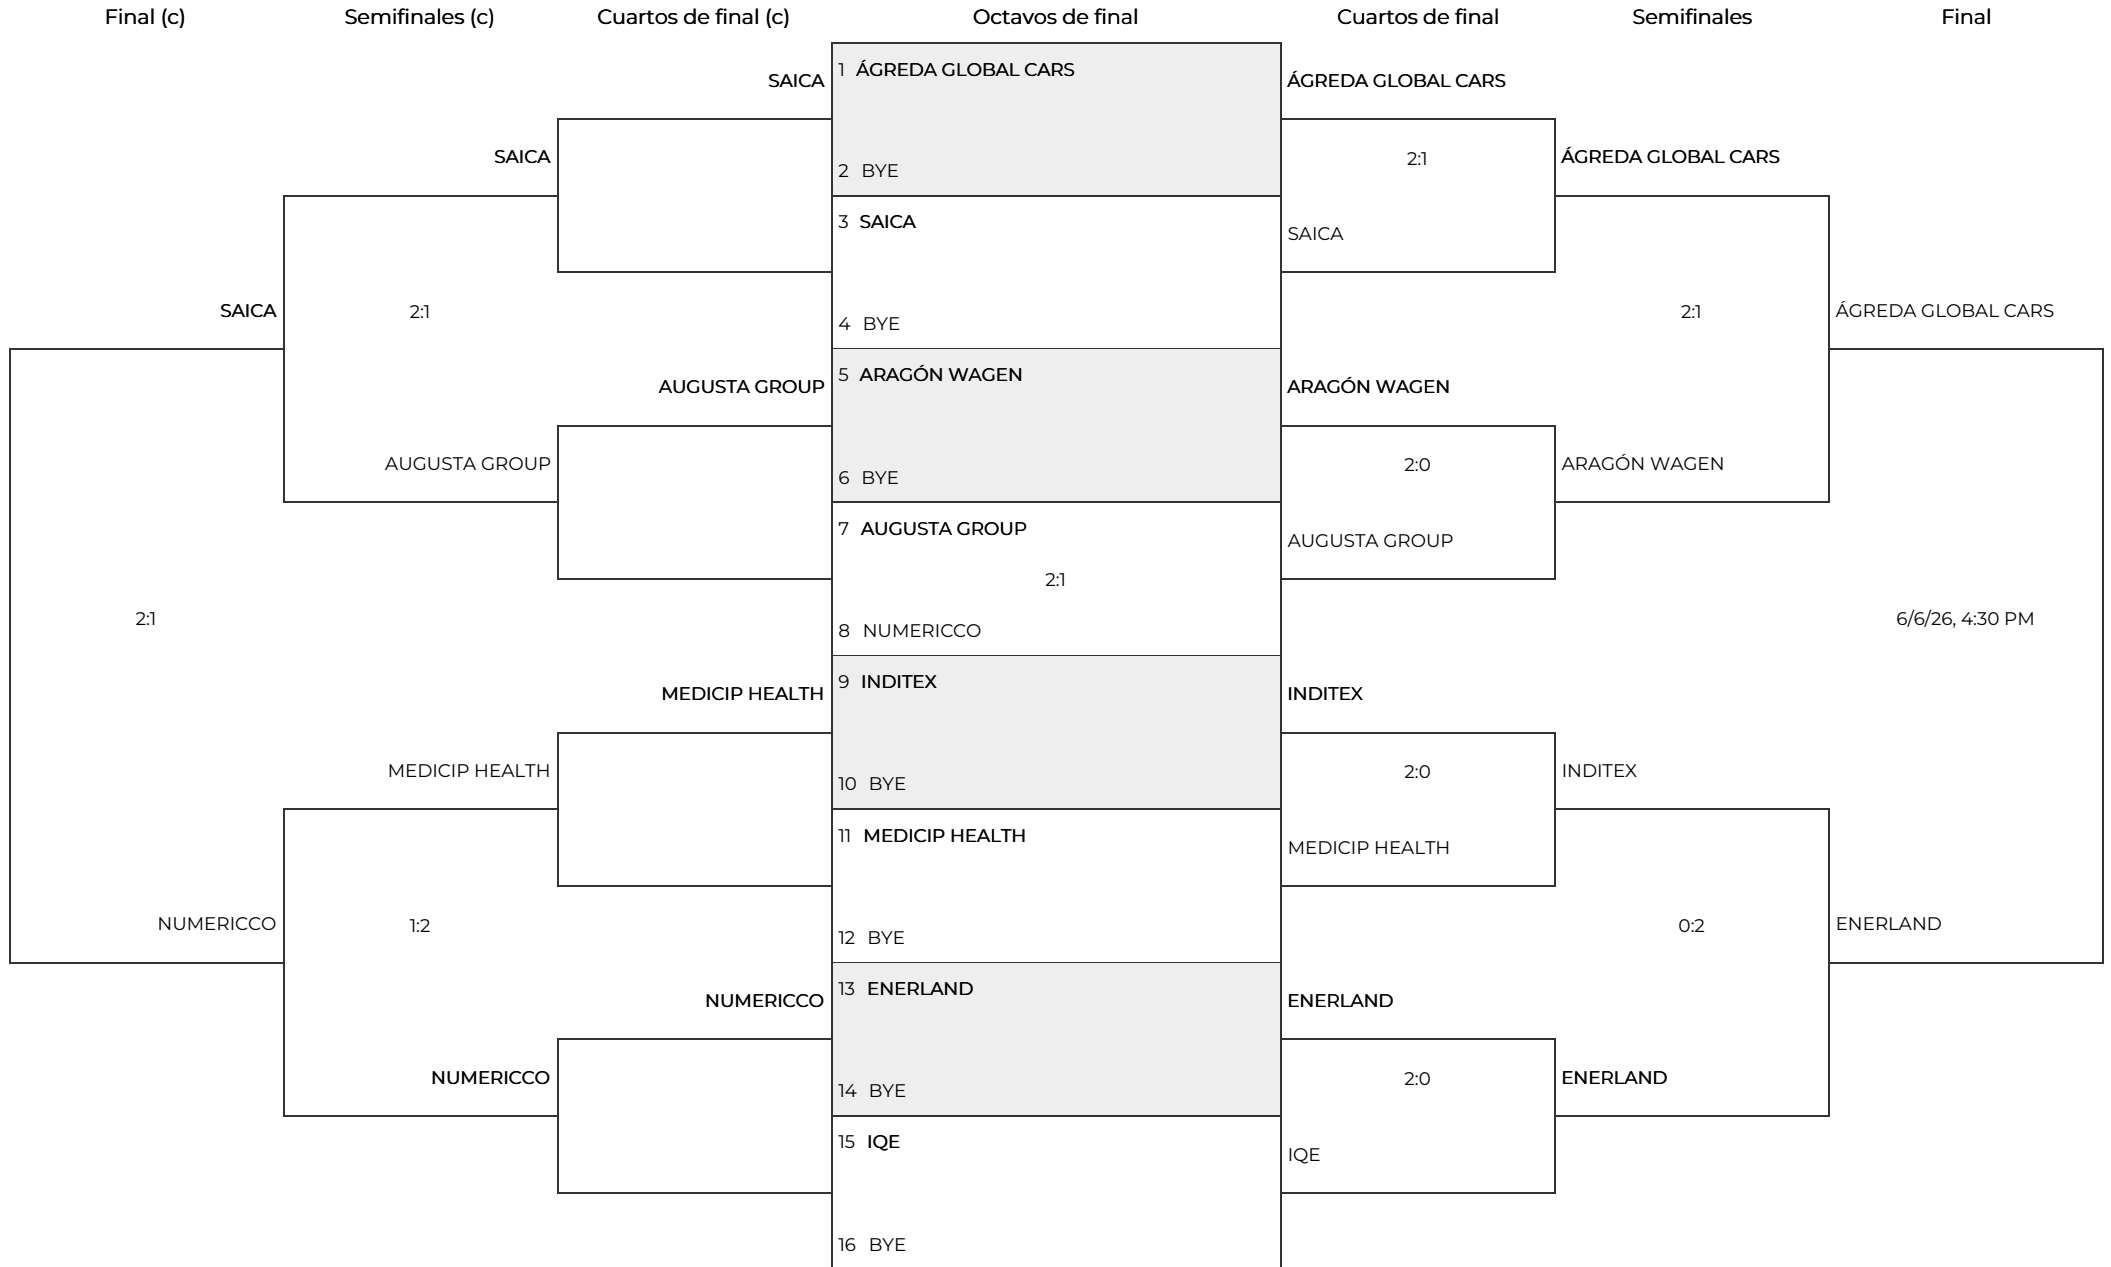 Final (c)
Semifinales (c)
Cuartos de final (c)
Octavos de final
Cuartos de final
Semifinales
Final
SAICA
1 ÁGREDA GLOBAL CARS
ÁGREDA GLOBAL CARS
SAICA
2 BYE
2:1
ÁGREDA GLOBAL CARS
3 SAICA
SAICA
SAICA
2:1
4 BYE
2:1
ÁGREDA GLOBAL CARS
AUGUSTA GROUP
5 ARAGÓN WAGEN
ARAGÓN WAGEN
AUGUSTA GROUP
6 BYE
2:0
ARAGÓN WAGEN
7 AUGUSTA GROUP
AUGUSTA GROUP
2:1
2:1
8 NUMERICCO
6/6/26, 4:30 PM
MEDICIP HEALTH
9 INDITEX
INDITEX
MEDICIP HEALTH
10 BYE
2:0
INDITEX
11 MEDICIP HEALTH
MEDICIP HEALTH
NUMERICCO
1:2
12 BYE
0:2
ENERLAND
NUMERICCO
13 ENERLAND
ENERLAND
NUMERICCO
14 BYE
2:0
ENERLAND
15 IQE
IQE
16 BYE